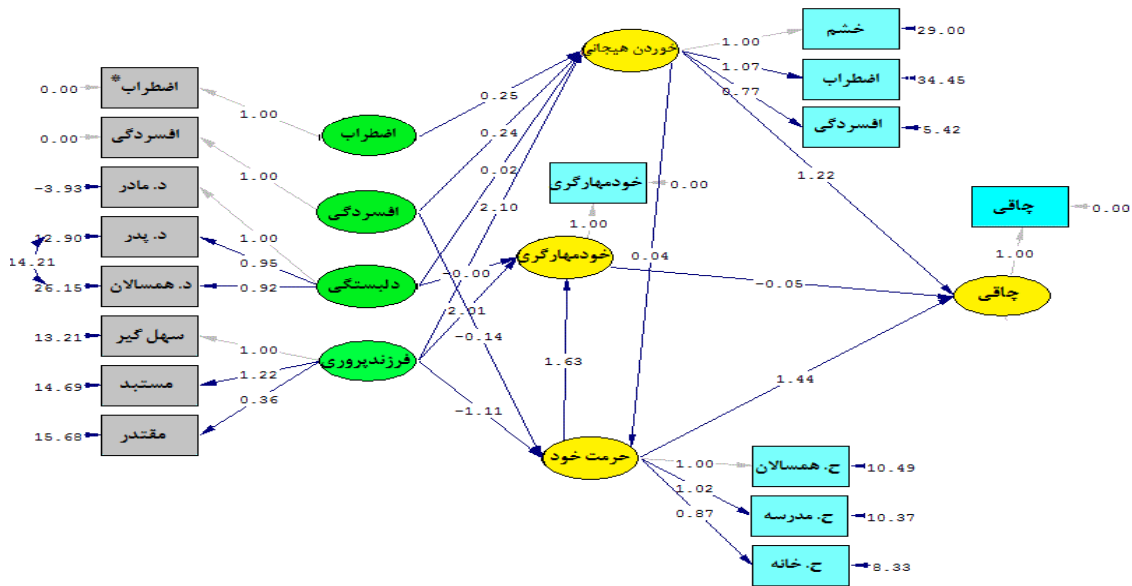 خشم
1.00
29.00
خوردن هیجانی
1.07
اضطراب
34.45
0.77
افسردگی
5.42
0.00
اضطراب*
1.00
0.25
اضطراب
0.00
افسردگی
0.24
1.00
0.02
افسردگی
2.10
خودمهارگری
0.00
1.00
1.22
چاقی
0.00
1.00
-3.93
د. مادر
1.00
12.90
د. پدر
0.95
14.21
26.15
د. همسالان
0.92
دلبستگی
-0.00
خودمهارگری
0.04
-0.05
چاقی
2.01
-0.14
13.21
سهل گیر
1.00
فرزندپروری
14.69
مستبد
1.22
0.36
15.68
مقتدر
-1.11
1.63
1.44
حرمت خود
1.00
ح. همسالان
10.49
1.02
ح. مدرسه
10.37
0.87
ح. خانه
8.33